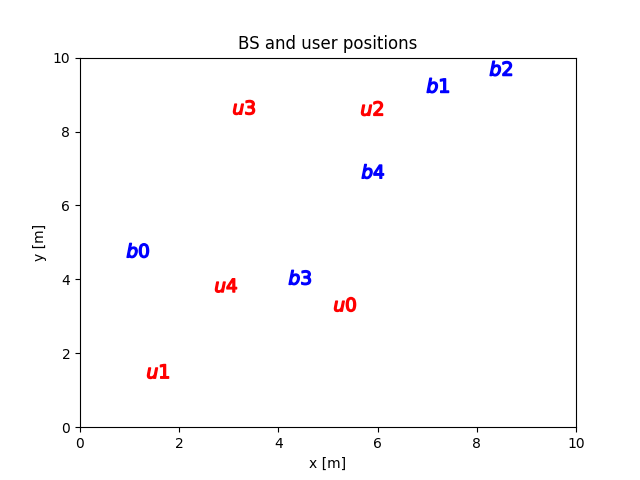 BS and user positions
10
8
6
4
2
0
y [m]
b2
b1
u3
u2
b4
b0
b3
u4
u0
u1
0 2 4 6 8 10
x [m]